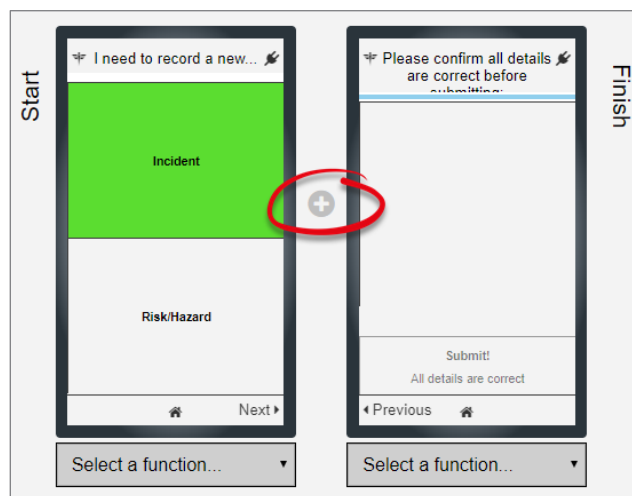 Start
I need to record a new...
Incident
Risk/Hazard
Next
Select a function...
Please confirm all details
are correct before
submitting:
Submit!
All details are correct
Previous
Select a function...
Finish